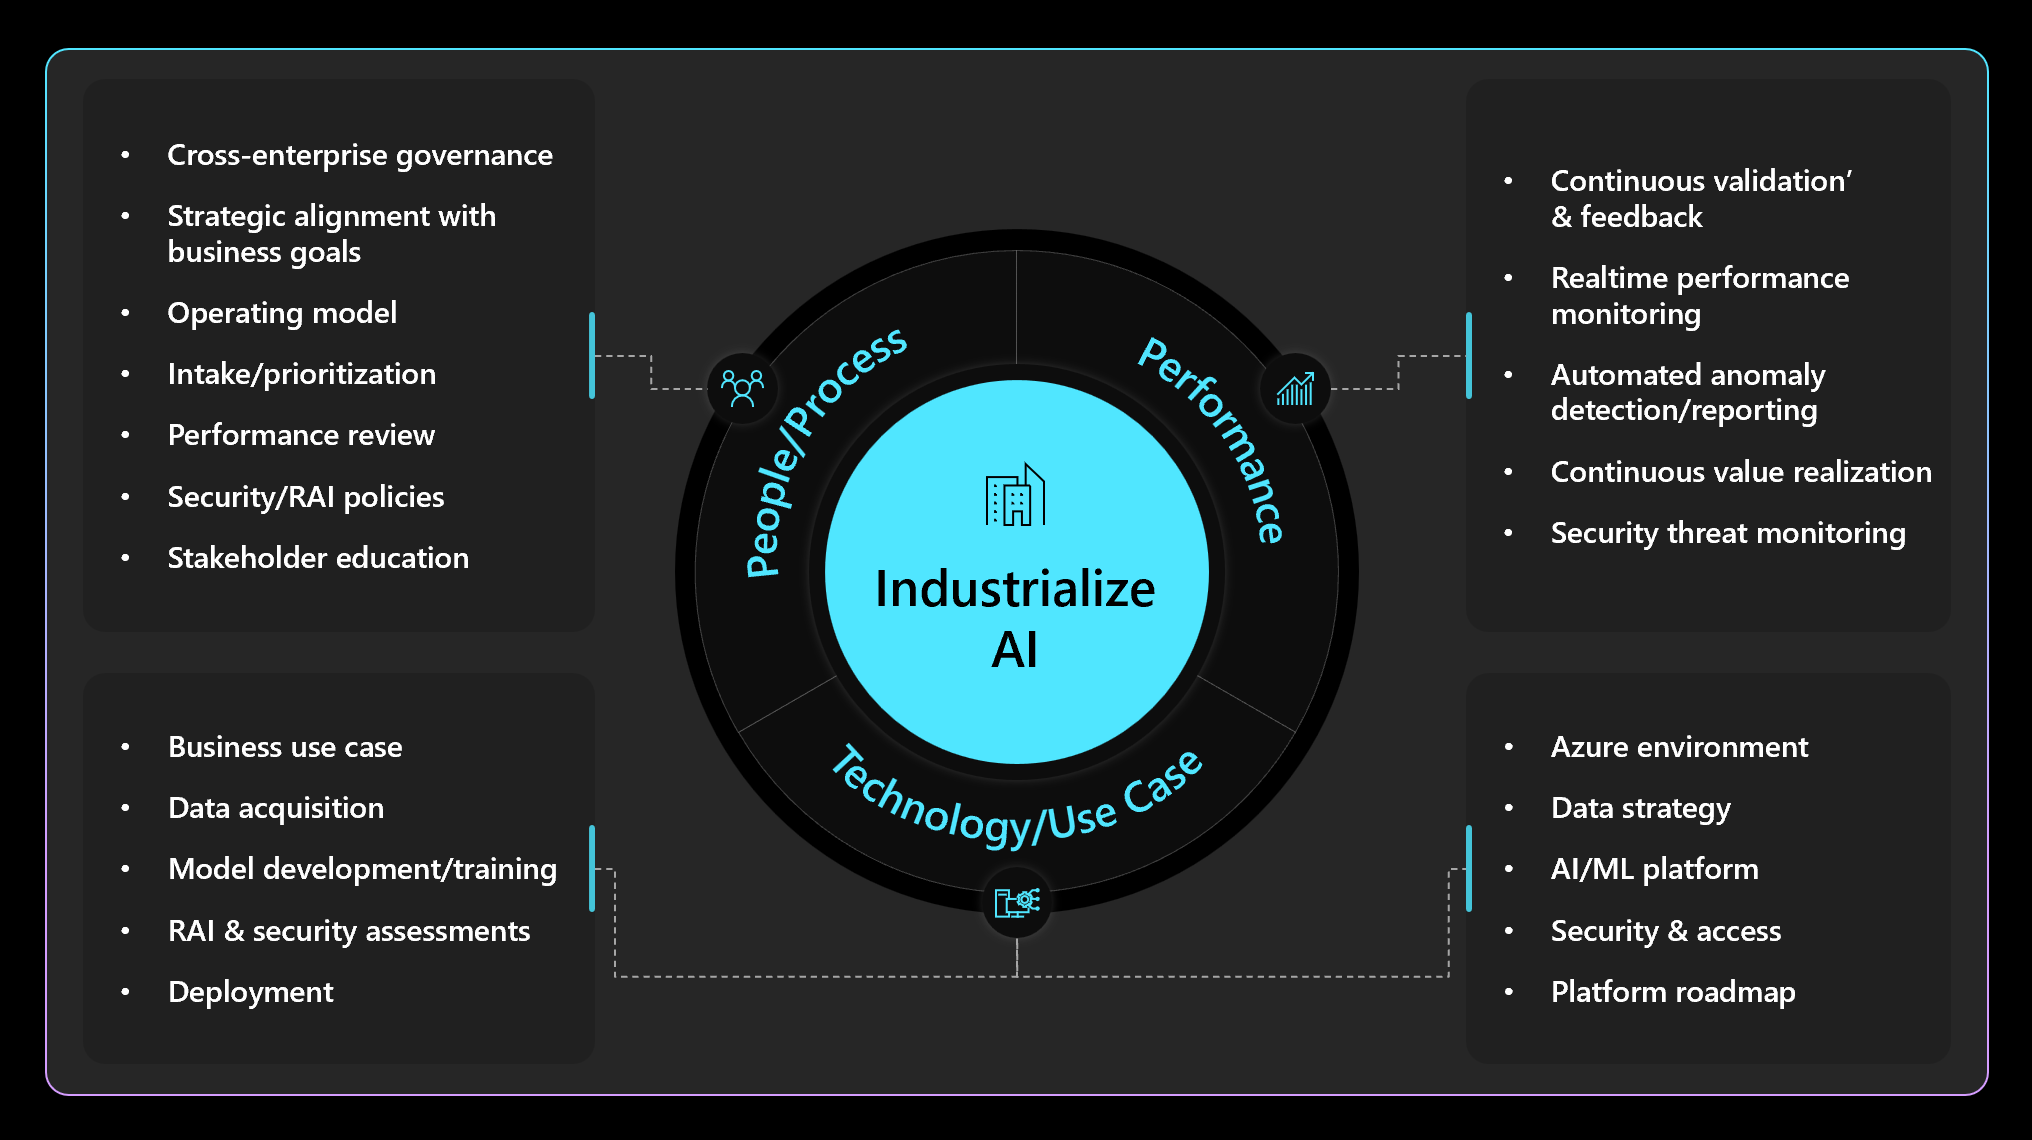 • Cross-enterprise governance
• Strategic alignment with
business goals
• Operating model
• Intake/prioritization
• Performance review
• Security/RAI policies
• Stakeholder education
• Business use case
• Data acquisition
• Model development/training
• RAI & security assessments
• Deployment
People/Process
Performance
Technology/Use Case
Industrialize
AI
• Continuous validation’
& feedback
• Realtime performance
monitoring
• Automated anomaly
detection/reporting
• Continuous value realization
• Security threat monitoring
• Azure environment
• Data strategy
• AI/ML platform
• Security & access
• Platform roadmap